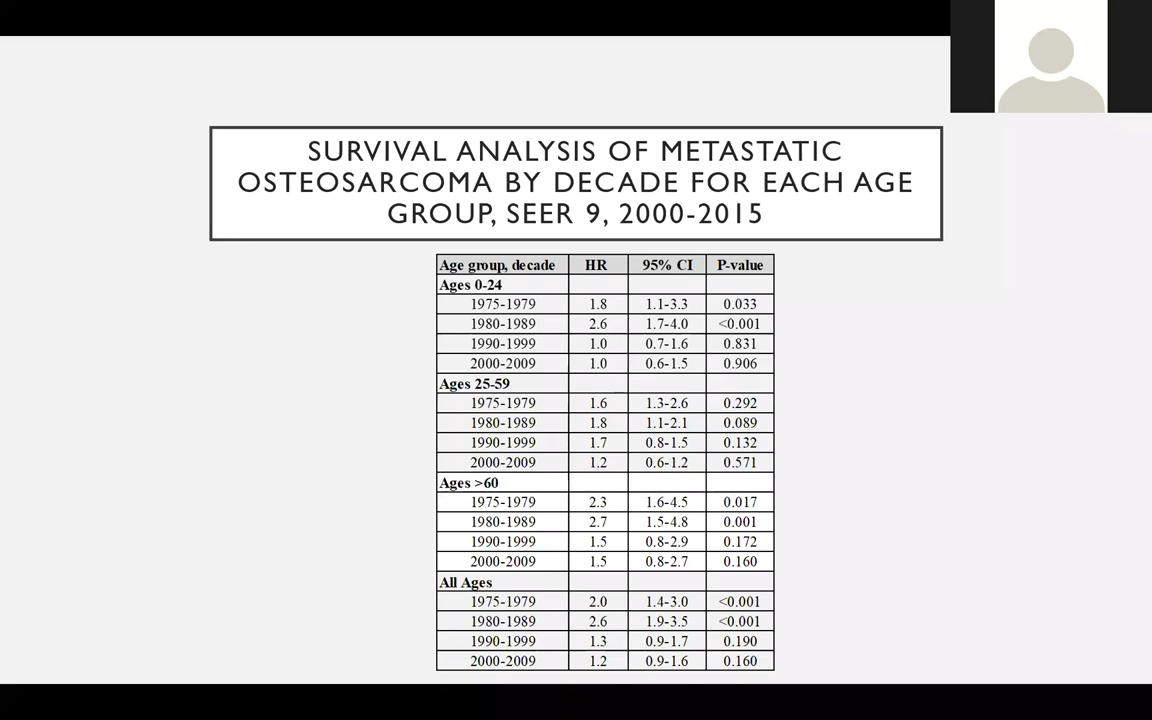 SURVIVAL ANALYSIS OF METASTATIC
OSTEOSARCOMA BY DECADE FOR EACH AGE
GROUP, SEER 9, 2000-2015
Age group, decade HR 95% CI P-value
Ages 0-24
1975-1979 1.8 1.1-3.3 0.033
1980-1989 2.6 1.7-4.0 <0.001
1990-1999 1.0 0.7-1.6 0.831
2000-2009 1.0 0.6-1.5 0.906
Ages 25-59
1975-1979 1.6 1.3-2.6 0.292
1980-1989 1.8 1.1-2.1 0.089
1990-1999 1.7 0.8-1.5 0.132
2000-2009 1.2 0.6-1.2 0.571
Ages >60
1975-1979 2.3 1.6-4.5 0.017
1980-1989 2.7 1.5-4.8 0.001
1990-1999 1.5 0.8-2.9 0.172
2000-2009 1.5 0.8-2.7 0.160
All Ages
1975-1979 2.0 1.4-3.0 <0.001
1980-1989 2.6 1.9-3.5 <0.001
1990-1999 1.3 0.9-1.7 0.190
2000-2009 1.2 0.9-1.6 0.160